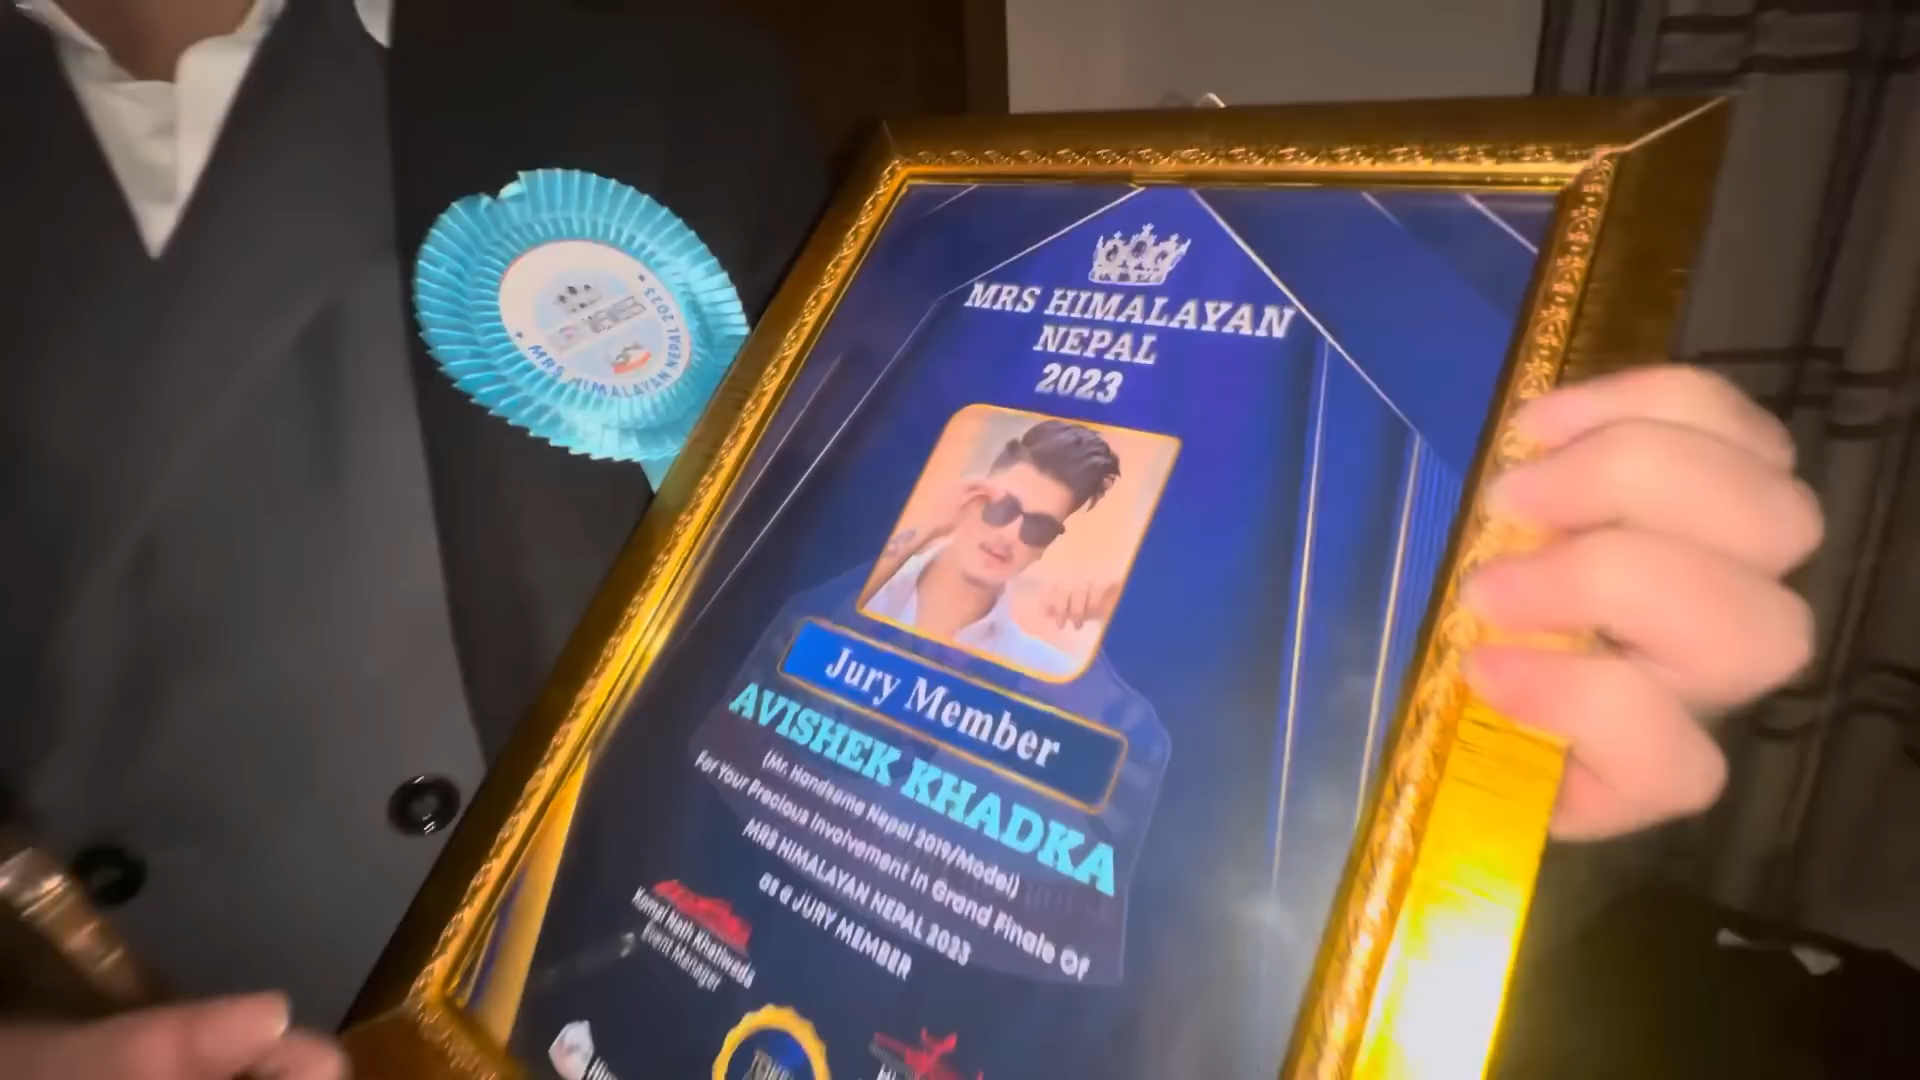 MRS HIMALAYAN NEPAL 2023
MEMBER
MRS HIMALAYAN
NEPAL
2023
Jury Member
AVISHEK KHADKA
(Mr. Handsome Nepal 2019/Model)
For Your Precious Involvement in Grand Finale Of
MRS HIMALAYAN NEPAL 2023
as a JURY MEMBER
Komal Nath Khatiwada
Event Manager